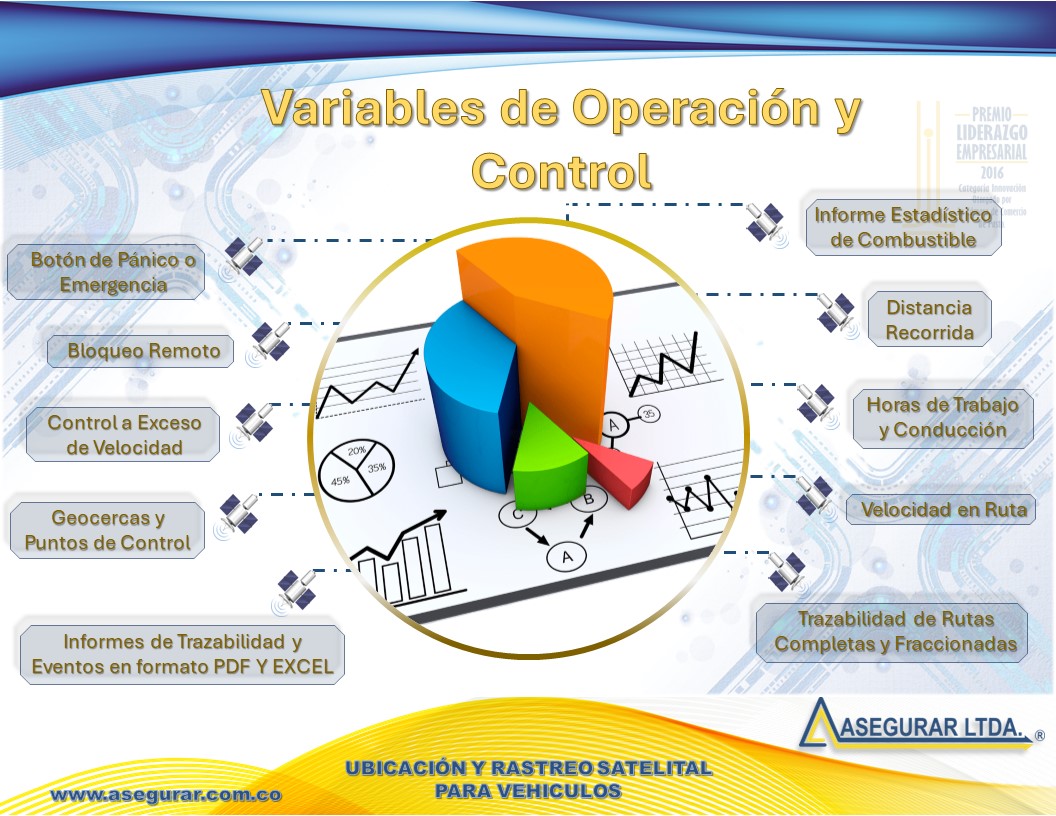 Variables de Operación y
Control
PREMIO
LIDERAZGO
EMPRESARIAL
2016
Categoría Innovación
por
Comercio
Informe Estadístico
de Combustible
Botón de Pánico o
Emergencia
Distancia
Recorrida
Bloqueo Remoto
Horas de Trabajo
y Conducción
Control a Exceso
de Velocidad
Velocidad en Ruta
Geocercas y
Puntos de Control
Trazabilidad de Rutas
Completas y Fraccionadas
Informes de Trazabilidad y
Eventos en formato PDF Y EXCEL
20%
35%
45%
A
35
C
B
A
ASEGURAR LTDA. ®
UBICACIÓN Y RASTREO SATELITAL
PARA VEHICULOS
www.asegurar.com.co